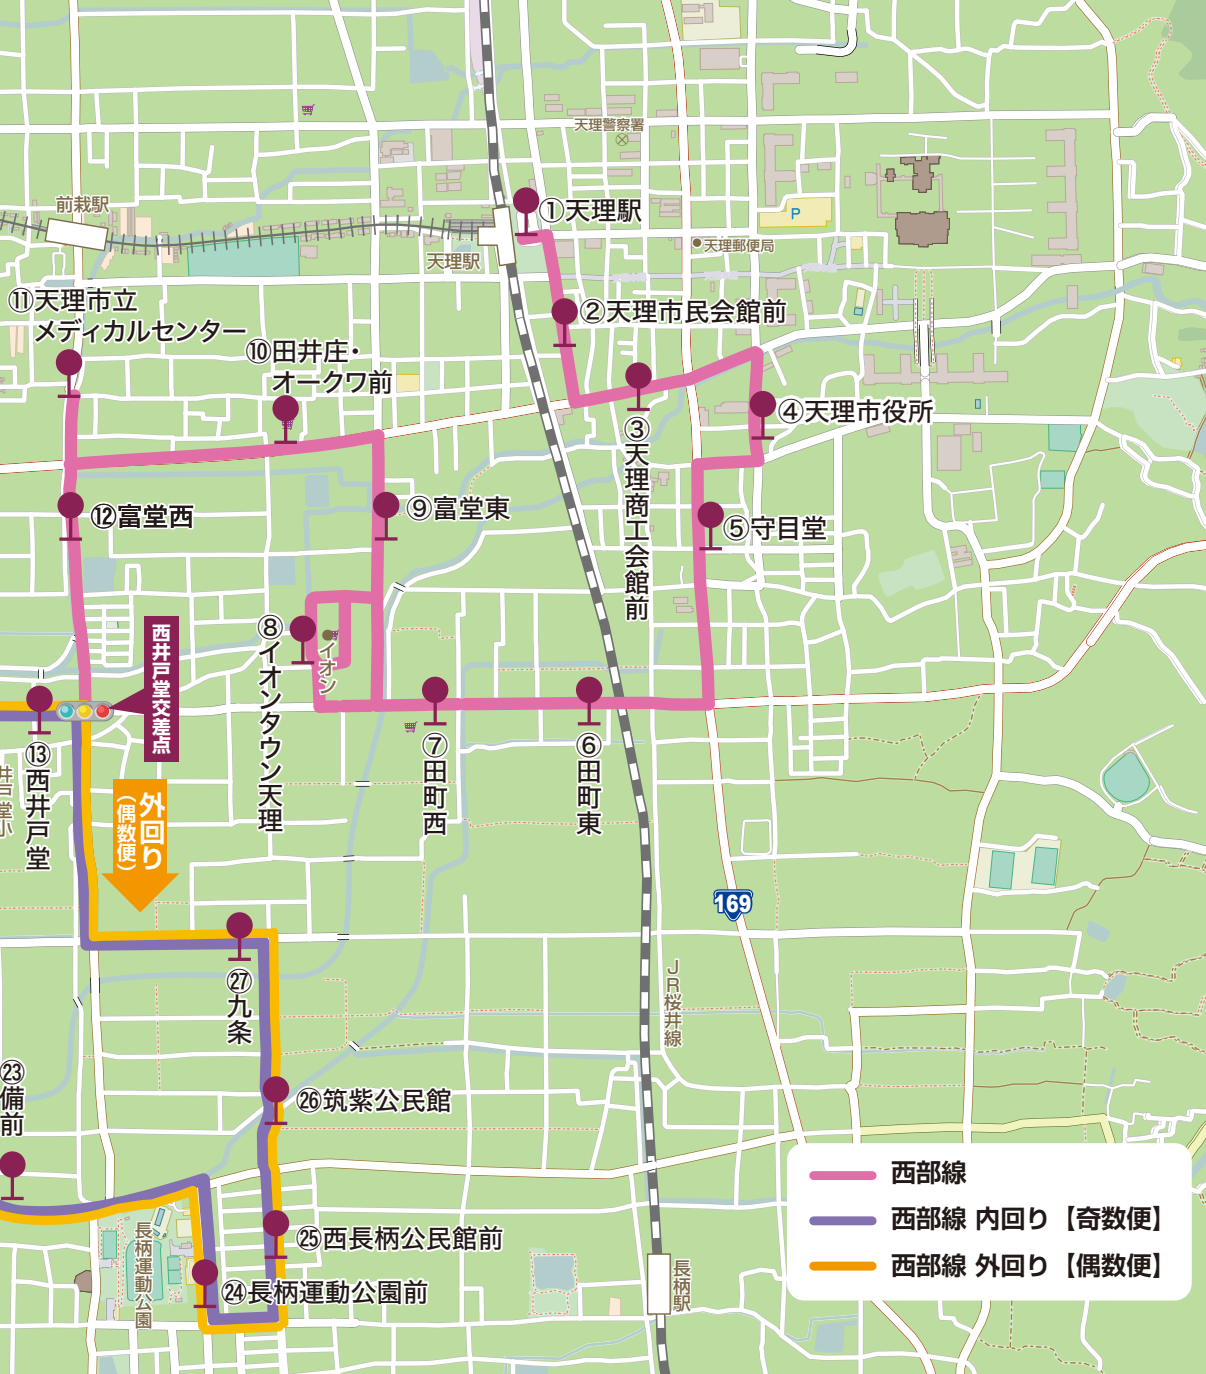 天理警察署
前栽駅
①天理駅
P
天理郵便局
天理駅
⑪天理市立
メディカルセンター
②天理市民会館前
⑩田井庄・
オークワ前
④天理市役所
③天理商工会館前
⑨富堂東
⑫富堂西
⑤守目堂
⑧イオンタウン天理
イオン
西井戸堂交差点
⑬西井戸堂
⑦田町西
⑥田町東
井戸堂小
外回り
(偶数便)
169
JR桜井線
㉗九条
㉓備前
㉖筑紫公民館
㉕西長柄公民館前
長柄運動公園
㉔長柄運動公園前
長柄駅
西部線
西部線 内回り【奇数便】
西部線 外回り【偶数便】